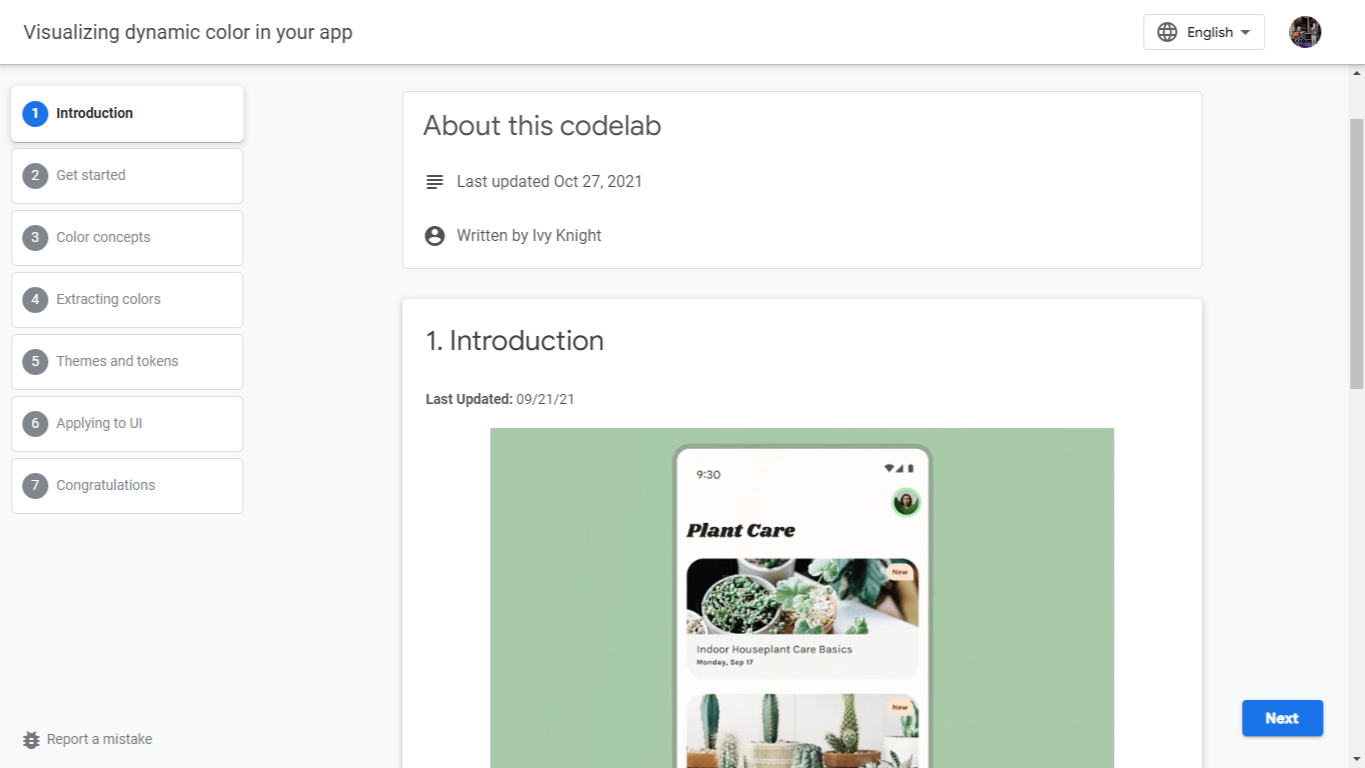 Visualizing dynamic color in your app
English
1 Introduction
2 Get started
3 Color concepts
4 Extracting colors
5 Themes and tokens
6 Applying to UI
7 Congratulations
Report a mistake
About this codelab
Last updated Oct 27, 2021
Written by Ivy Knight
1. Introduction
Last Updated: 09/21/21
9:30
Plant Care
New
Indoor Houseplant Care Basics
Monday, Sep 17
New
Next